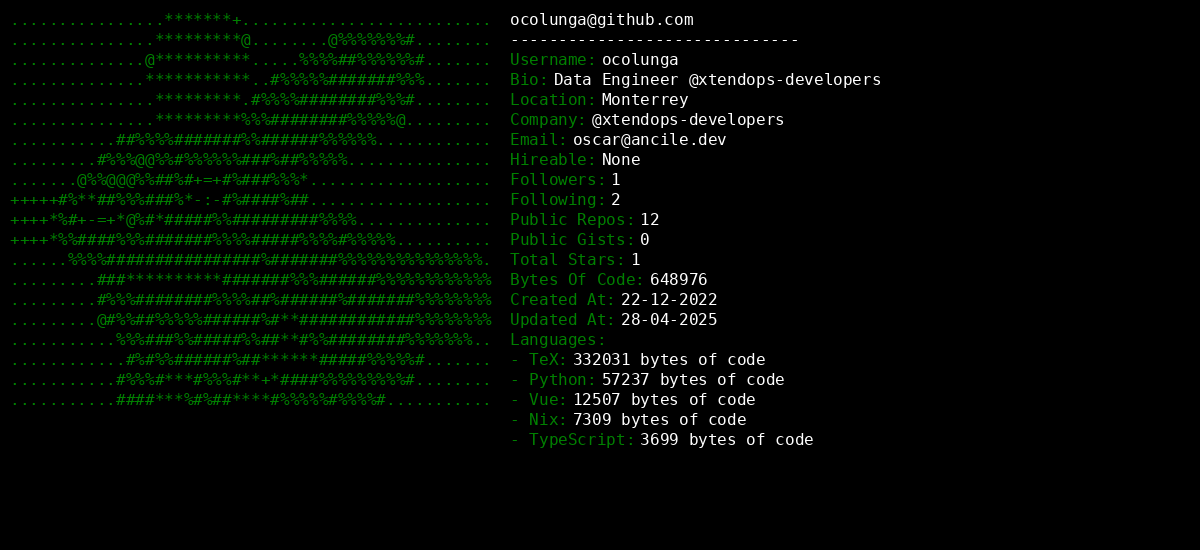 ocolunga@github.com
------------------------------
Username: ocolunga
Bio: Data Engineer @xtendops-developers
Location: Monterrey
Company: @xtendops-developers
Email: oscar@ancile.dev
Hireable: None
Followers: 1
Following: 2
Public Repos: 12
Public Gists: 0
Total Stars: 1
Bytes Of Code: 648976
Created At: 22-12-2022
Updated At: 28-04-2025
Languages:
- TeX: 332031 bytes of code
- Python: 57237 bytes of code
- Vue: 12507 bytes of code
- Nix: 7309 bytes of code
- TypeScript: 3699 bytes of code